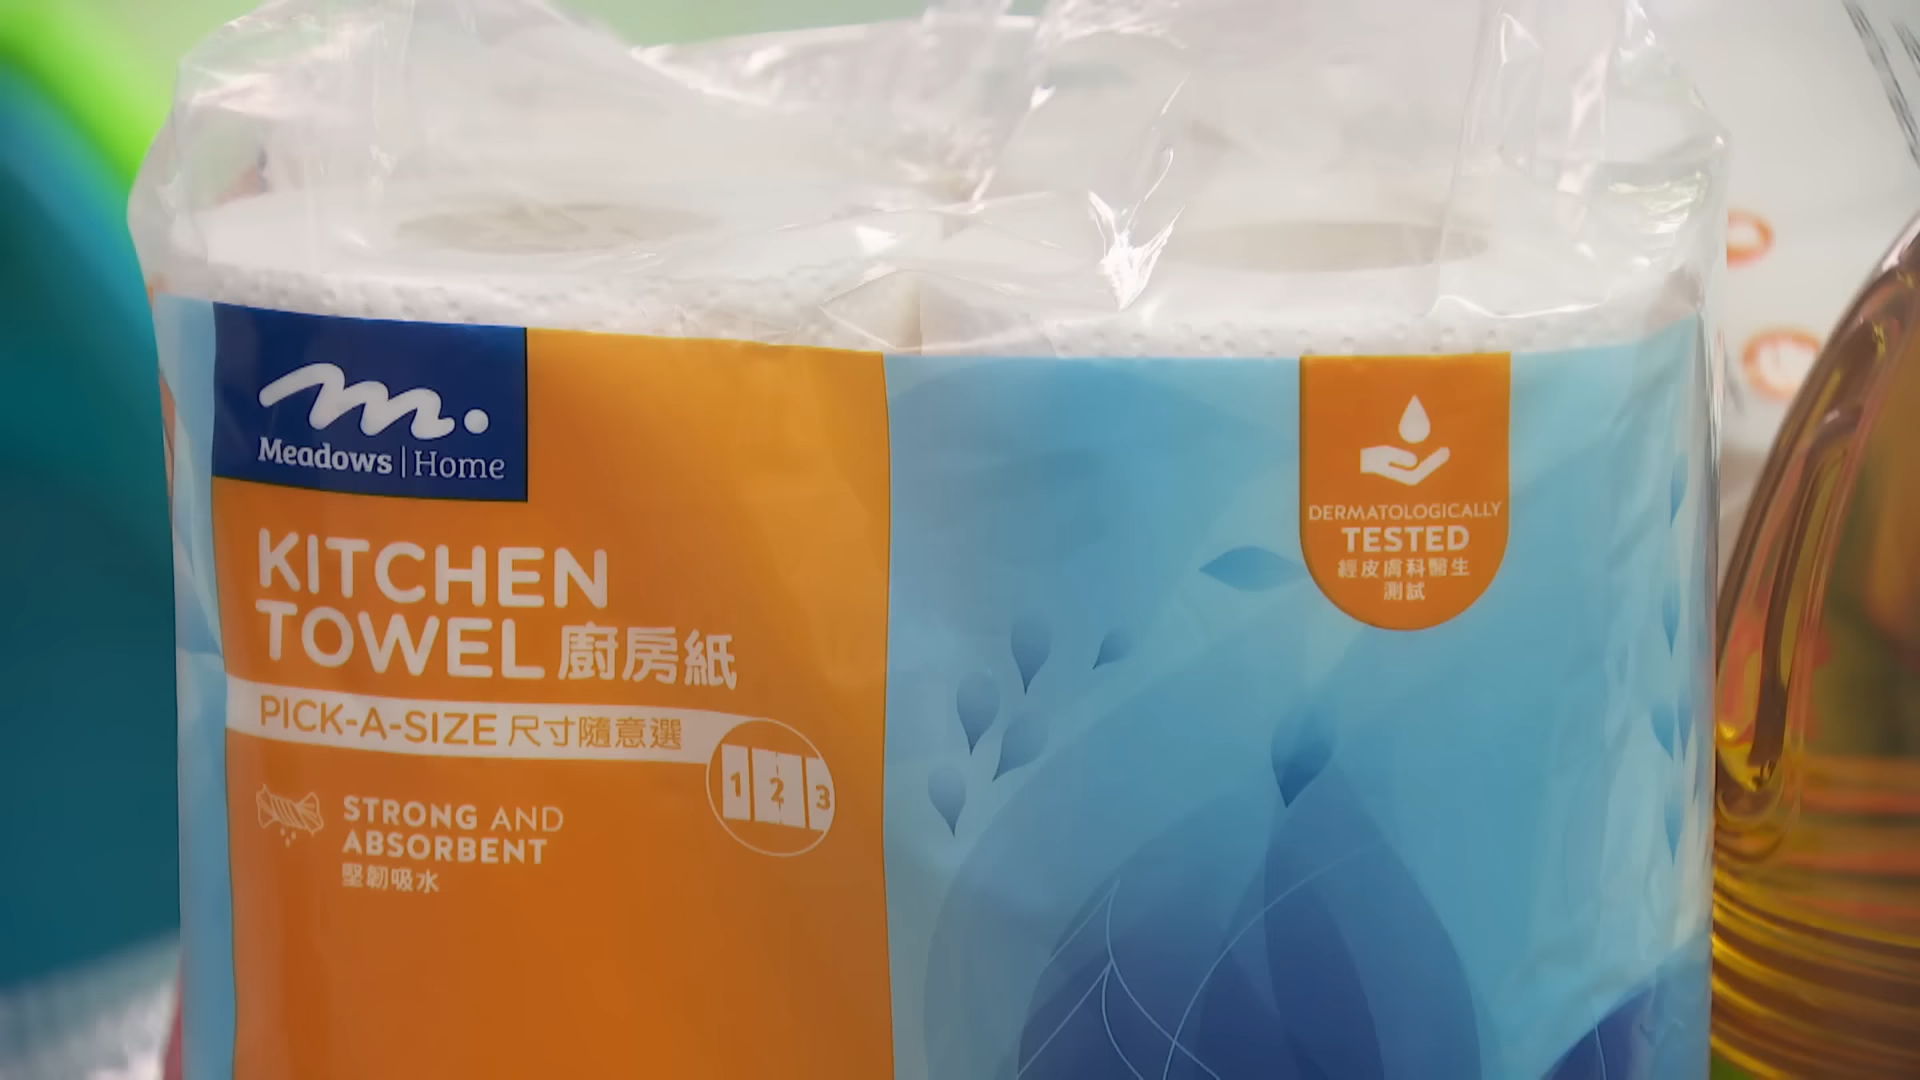 m.
Meadows | Home
KITCHEN
TOWEL 廚房紙
PICK-A-SIZE 尺寸隨意選
1 2 3
STRONG AND
ABSORBENT
堅韌吸水
DERMATOLOGICALLY
TESTED
經皮膚科醫生
測試